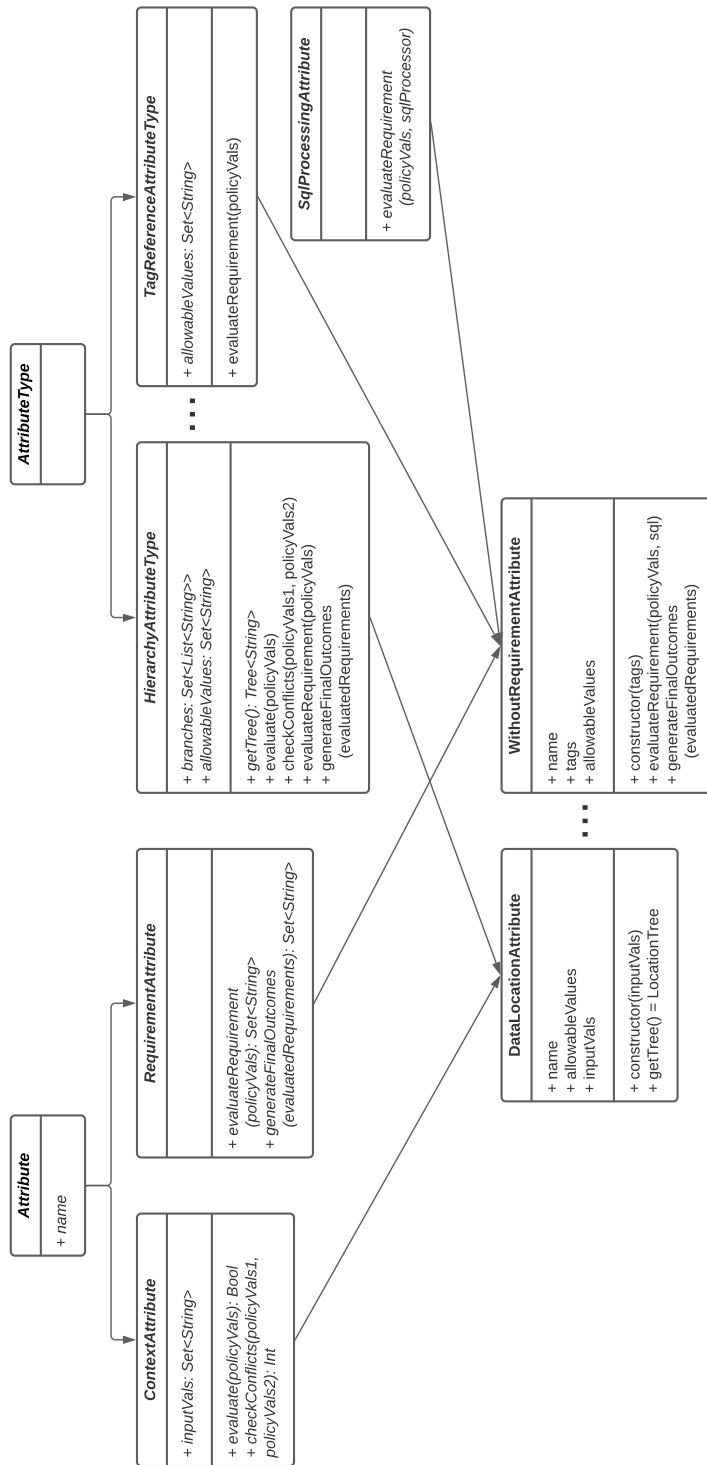 Attribute
+ name
AttributeType
ContextAttribute
+ inputVals: Set<String>
+ evaluate(policyVals): Bool
+ checkConflicts(policyVals1,
policyVals2): Int
RequirementAttribute
+ evaluateRequirement
(policyVals): Set<String>
+ generateFinalOutcomes
(evaluatedRequirements): Set<String>
HierarchyAttributeType
+ branches: Set<List<String>>
+ allowableValues: Set<String>
+ getTree(): Tree<String>
+ evaluate(policyVals)
+ checkConflicts(policyVals1, policyVals2)
+ evaluateRequirement(policyVals)
+ generateFinalOutcomes
(evaluatedRequirements)
...
TagReferenceAttributeType
+ allowableValues: Set<String>
+ evaluateRequirement(policyVals)
SqlProcessingAttribute
+ evaluateRequirement
(policyVals, sqlProcessor)
DataLocationAttribute
+ name
+ allowableValues
+ inputVals
+ constructor(inputVals)
+ getTree() = LocationTree
...
WithoutRequirementAttribute
+ name
+ tags
+ allowableValues
+ constructor(tags)
+ evaluateRequirement(policyVals, sql)
+ generateFinalOutcomes
(evaluatedRequirements)